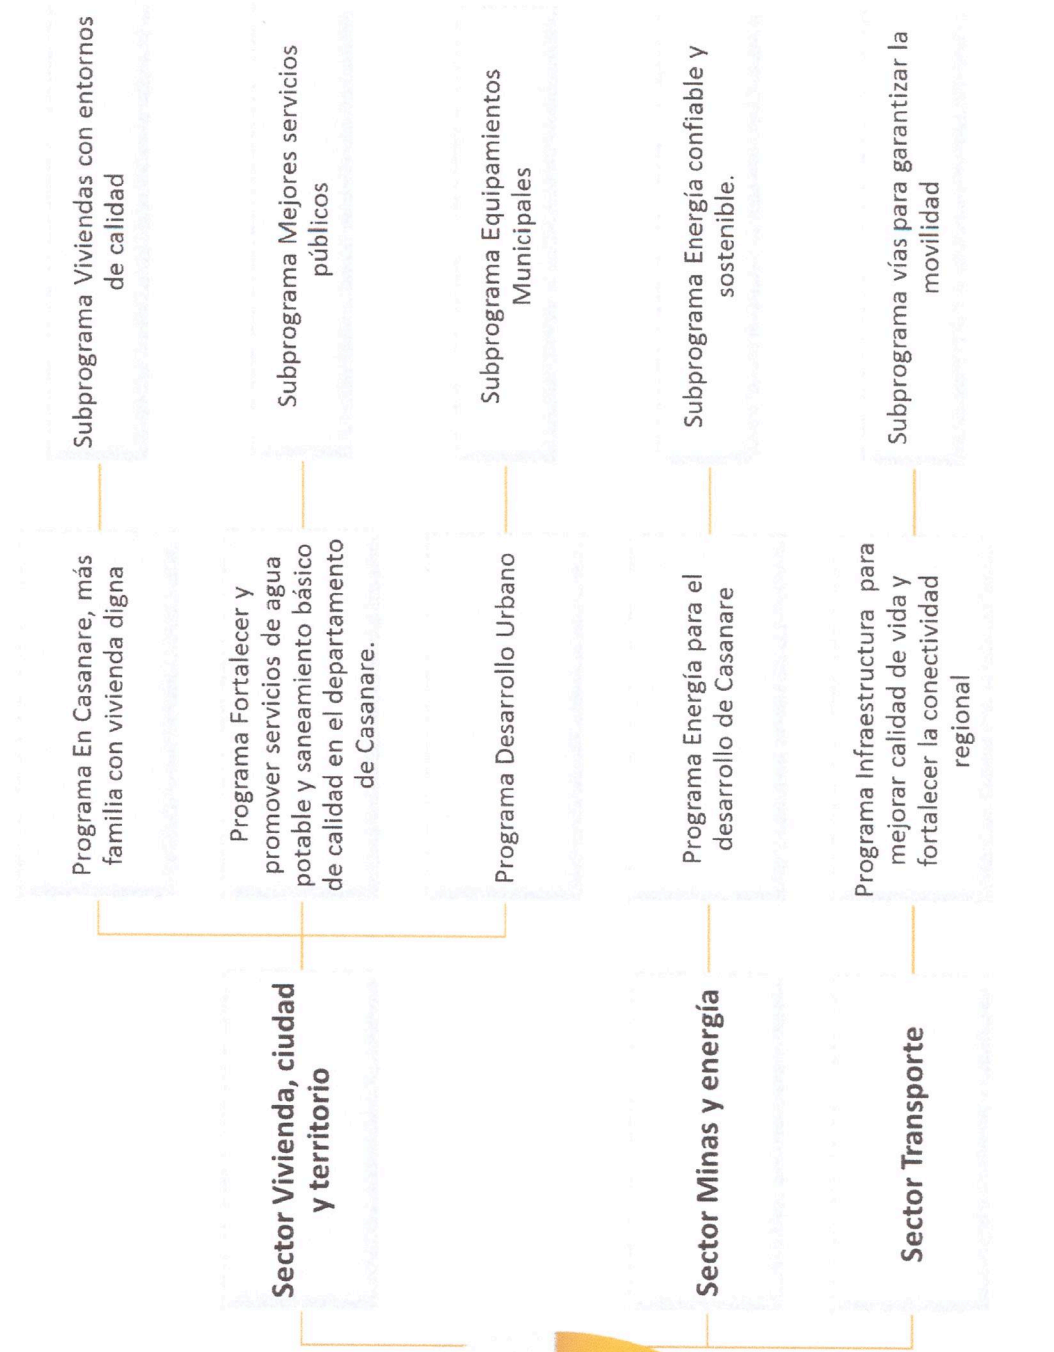 Sector Vivienda, ciudad
y territorio
Programa En Casanare, más
familia con vivienda digna
Subprograma Viviendas con entornos
de calidad
Programa Fortalecer y
promover servicios de agua
potable y saneamiento básico
de calidad en el departamento
de Casanare.
Subprograma Mejores servicios
públicos
Programa Desarrollo Urbano
Subprograma Equipamientos
Municipales
Sector Minas y energía
Programa Energía para el
desarrollo de Casanare
Subprograma Energía confiable y
sostenible.
Sector Transporte
Programa Infraestructura para
mejorar calidad de vida y
fortalecer la conectividad
regional
Subprograma vías para garantizar la
movilidad